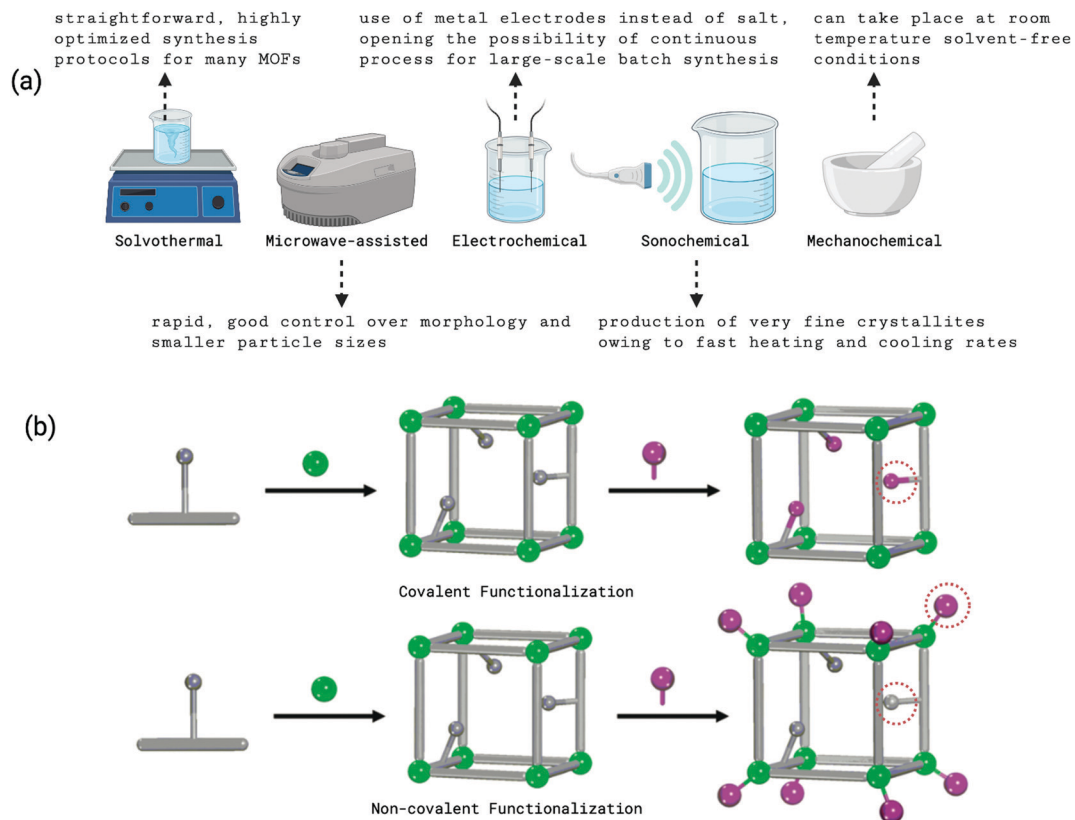 straightforward, highly
optimized synthesis
protocols for many MOFs
use of metal electrodes instead of salt,
opening the possibility of continuous
process for large-scale batch synthesis
can take place at room
temperature solvent-free
conditions
(a)
Solvothermal
Microwave-assisted
Electrochemical
Sonochemical
Mechanochemical
rapid, good control over morphology and
smaller particle sizes
production of very fine crystallites
owing to fast heating and cooling rates
(b)
Covalent Functionalization
Non-covalent Functionalization